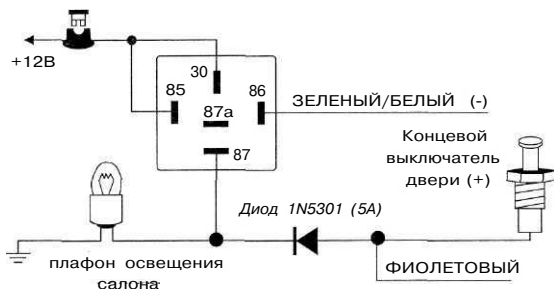 +12В
30
85
86
87а
87
ЗЕЛЕНЫЙ/БЕЛЫЙ (-)
Концевой
выключатель
двери (+)
Диод 1N5301 (5А)
плафон освещения
салона
ФИОЛЕТОВЫЙ